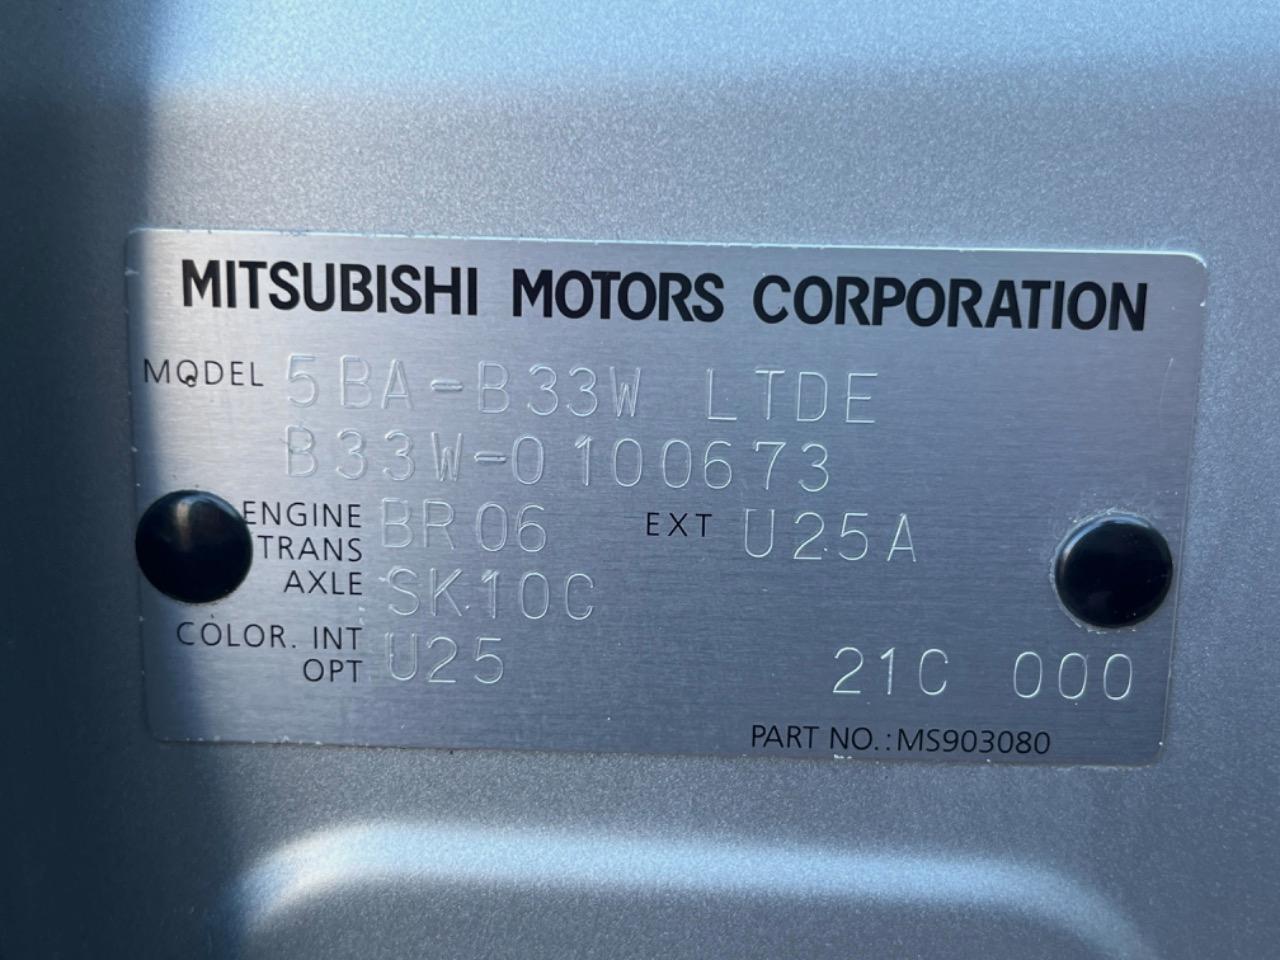 MITSUBISHI MOTORS CORPORATION
MODEL 5BA-B33W LTDE
B33W-0100673
ENGINE BR06 EXT U25A
TRANS
AXLE SK10C
COLOR. INT U25
OPT 21C 000
PART NO.:MS903080